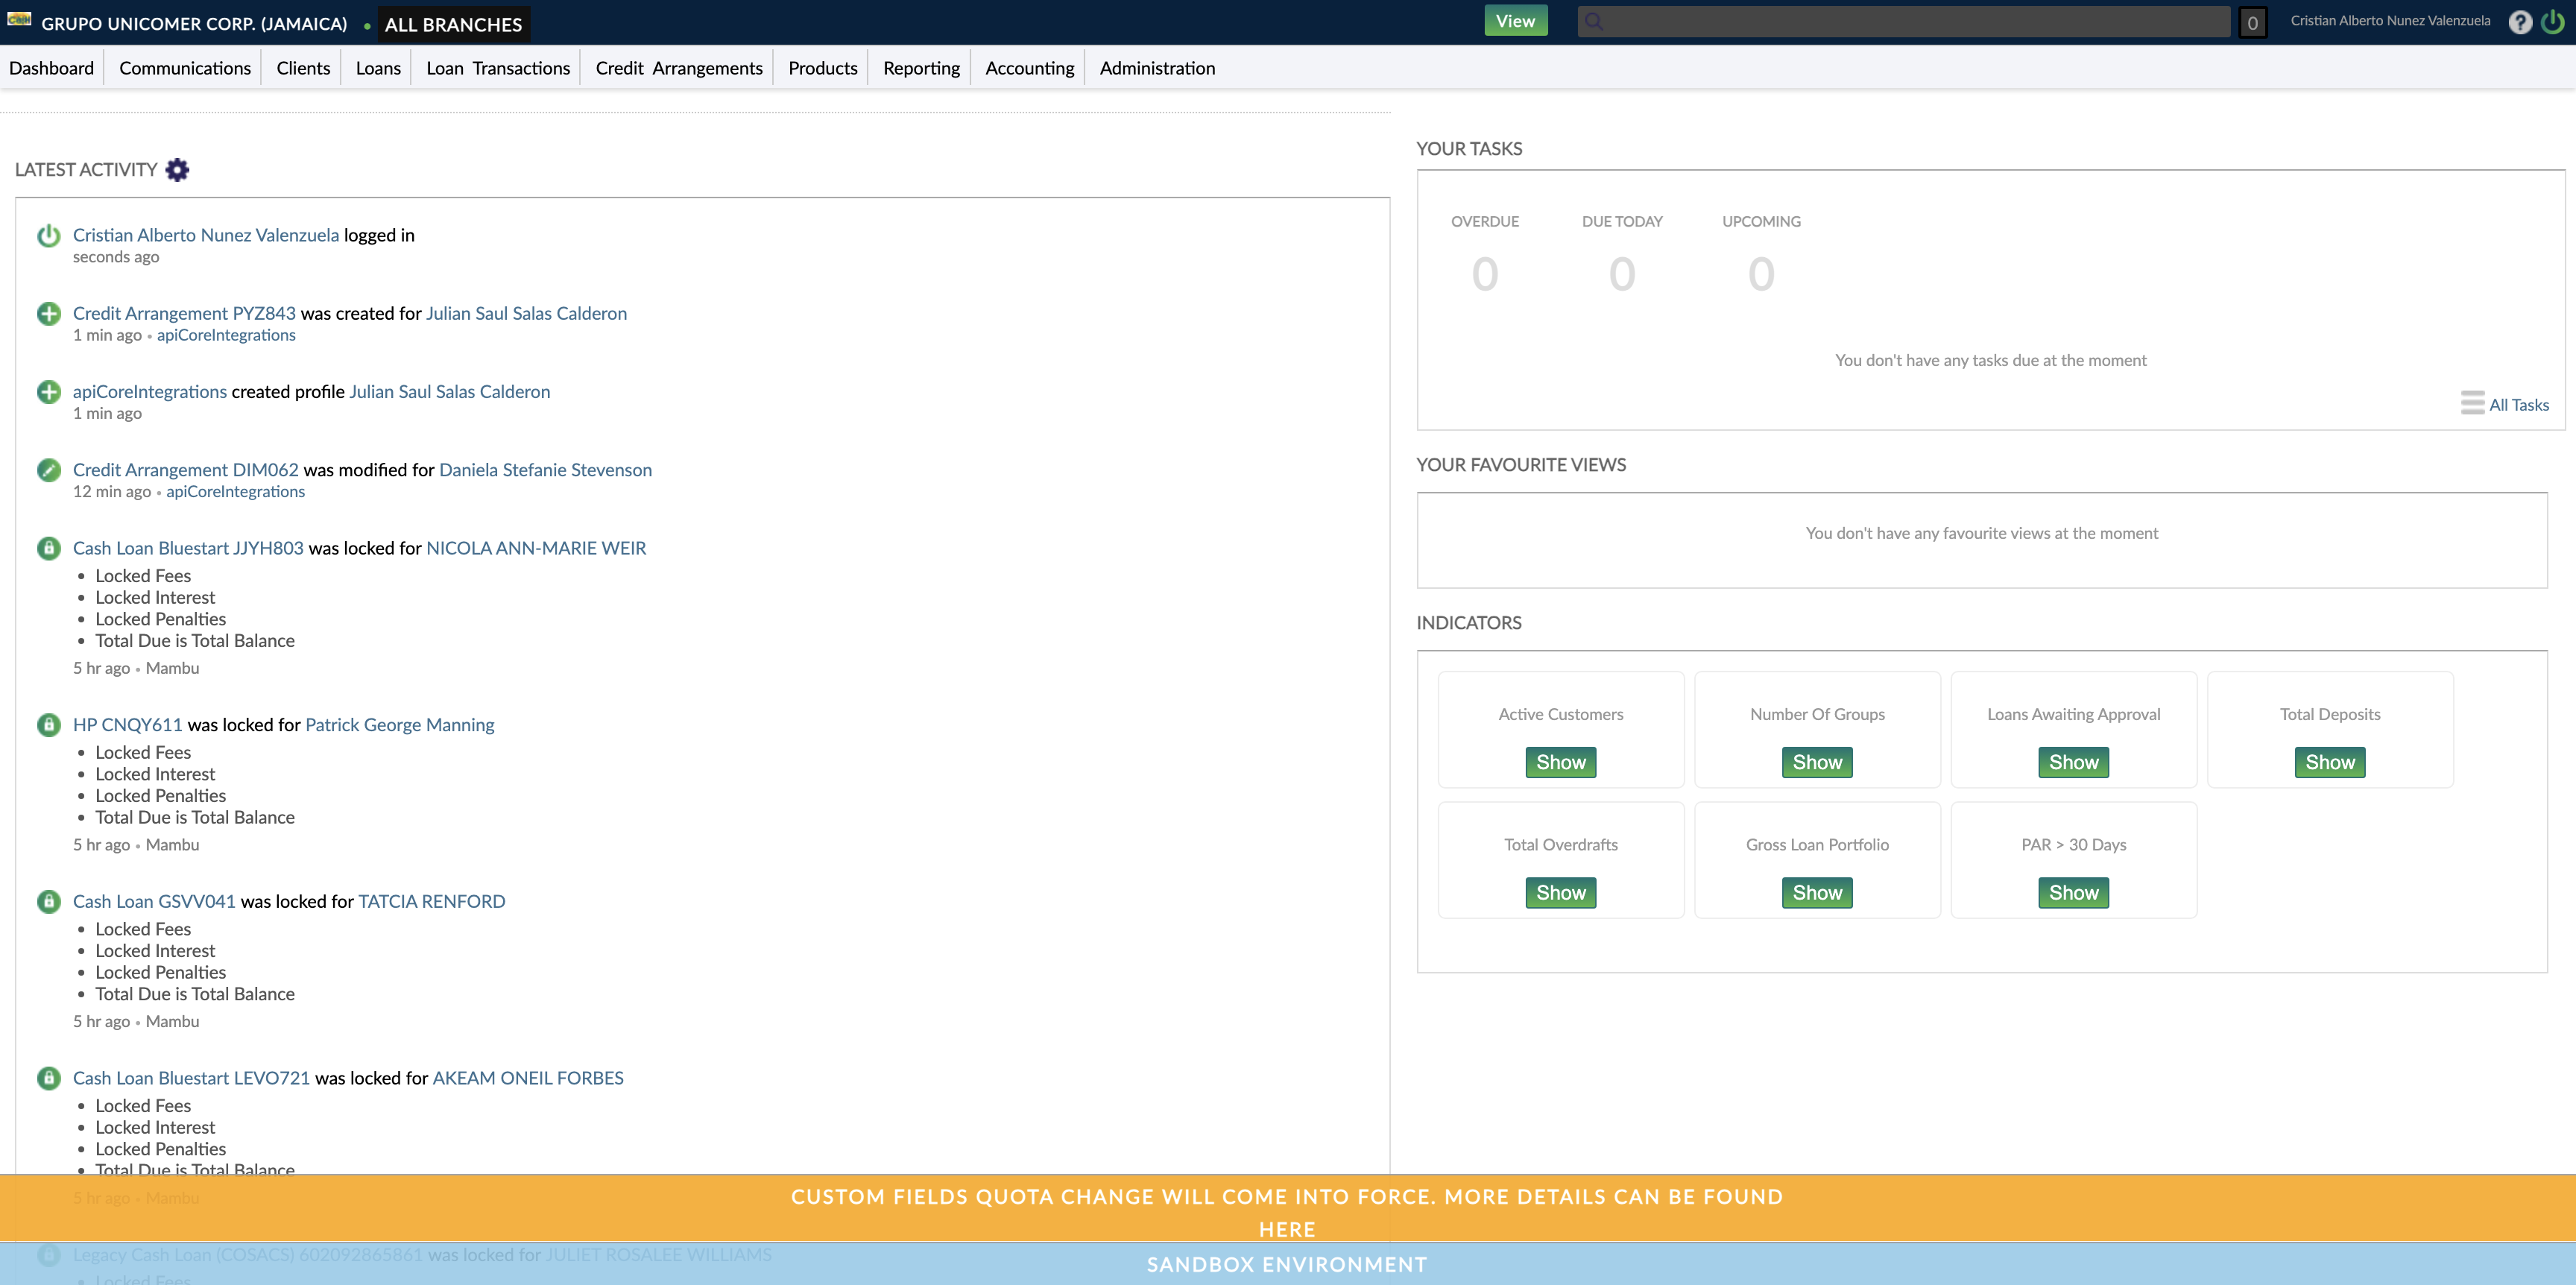 GRUPO UNICOMER CORP. (JAMAICA) • ALL BRANCHES
View
0
Cristian Alberto Nunez Valenzuela
?
Dashboard
Communications
Clients
Loans
Loan Transactions
Credit Arrangements
Products
Reporting
Accounting
Administration
LATEST ACTIVITY
Cristian Alberto Nunez Valenzuela logged in
seconds ago
Credit Arrangement PYZ843 was created for Julian Saul Salas Calderon
1 min ago • apiCoreIntegrations
apiCoreIntegrations created profile Julian Saul Salas Calderon
1 min ago
Credit Arrangement DIM062 was modified for Daniela Stefanie Stevenson
12 min ago • apiCoreIntegrations
Cash Loan Bluestart JJYH803 was locked for NICOLA ANN-MARIE WEIR
• Locked Fees
• Locked Interest
• Locked Penalties
• Total Due is Total Balance
5 hr ago • Mambu
HP CNQY611 was locked for Patrick George Manning
• Locked Fees
• Locked Interest
• Locked Penalties
• Total Due is Total Balance
5 hr ago • Mambu
Cash Loan GSVV041 was locked for TATCIA RENFORD
• Locked Fees
• Locked Interest
• Locked Penalties
• Total Due is Total Balance
5 hr ago • Mambu
Cash Loan Bluestart LEVO721 was locked for AKEAM ONEIL FORBES
• Locked Fees
• Locked Interest
• Locked Penalties
• Total Due is Total Balance
5 hr ago • Mambu
Legacy Cash Loan (COSACS) 602092865861 was locked for JULIET ROSALEE WILLIAMS
• Locked Fees
YOUR TASKS
OVERDUE
DUE TODAY
UPCOMING
0
0
0
You don't have any tasks due at the moment
All Tasks
YOUR FAVOURITE VIEWS
You don't have any favourite views at the moment
INDICATORS
Active Customers
Show
Number Of Groups
Show
Loans Awaiting Approval
Show
Total Deposits
Show
Total Overdrafts
Show
Gross Loan Portfolio
Show
PAR > 30 Days
Show
CUSTOM FIELDS QUOTA CHANGE WILL COME INTO FORCE. MORE DETAILS CAN BE FOUND
HERE
SANDBOX ENVIRONMENT